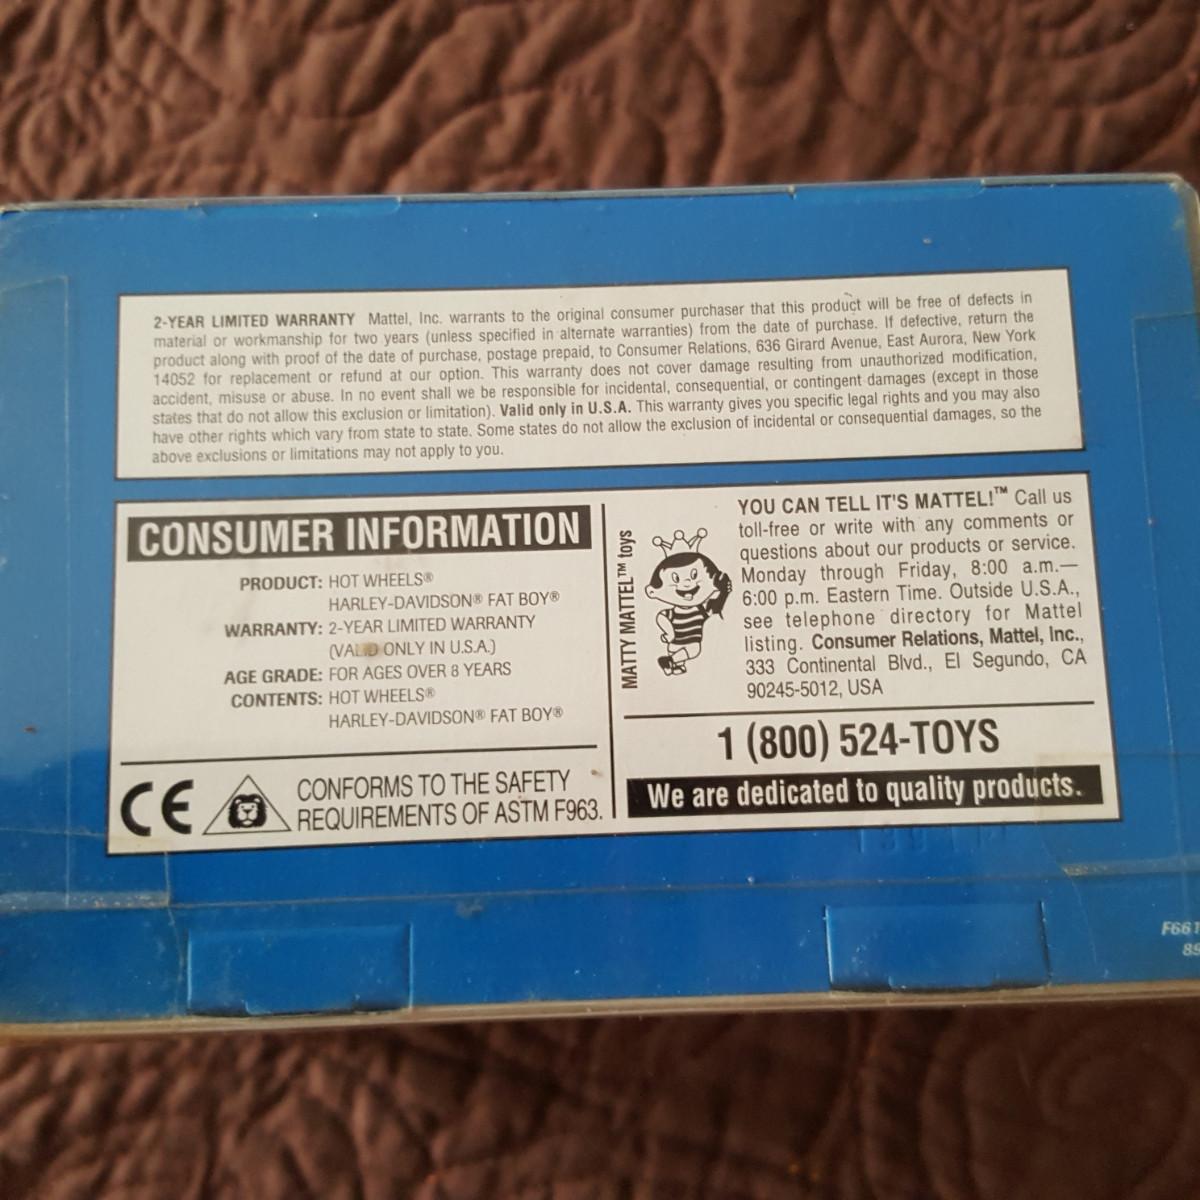 2-YEAR LIMITED WARRANTY Mattel, Inc. warrants to the original consumer purchaser that this product will be free of defects in
material or workmanship for two years (unless specified in alternate warranties) from the date of purchase. If defective, return the
product along with proof of the date of purchase, postage prepaid, to Consumer Relations, 636 Girard Avenue, East Aurora, New York
14052 for replacement or refund at our option. This warranty does not cover damage resulting from unauthorized modification,
accident, misuse or abuse. In no event shall we be responsible for incidental, consequential, or contingent damages (except in those
states that do not allow this exclusion or limitation). Valid only in U.S.A. This warranty gives you specific legal rights and you may also
have other rights which vary from state to state. Some states do not allow the exclusion of incidental or consequential damages, so the
above exclusions or limitations may not apply to you.
CONSUMER INFORMATION
PRODUCT: HOT WHEELS®
HARLEY-DAVIDSON® FAT BOY®
WARRANTY: 2-YEAR LIMITED WARRANTY
(VALID ONLY IN U.S.A.)
AGE GRADE: FOR AGES OVER 8 YEARS
CONTENTS: HOT WHEELS®
HARLEY-DAVIDSON® FAT BOY®
CE
CONFORMS TO THE SAFETY
REQUIREMENTS OF ASTM F963.
MATTY MATTEL™ toys
YOU CAN TELL IT'S MATTEL!™ Call us
toll-free or write with any comments or
questions about our products or service.
Monday through Friday, 8:00 a.m.—
6:00 p.m. Eastern Time. Outside U.S.A.,
see telephone directory for Mattel
listing. Consumer Relations, Mattel, Inc.,
333 Continental Blvd., El Segundo, CA
90245-5012, USA
1 (800) 524-TOYS
We are dedicated to quality products.